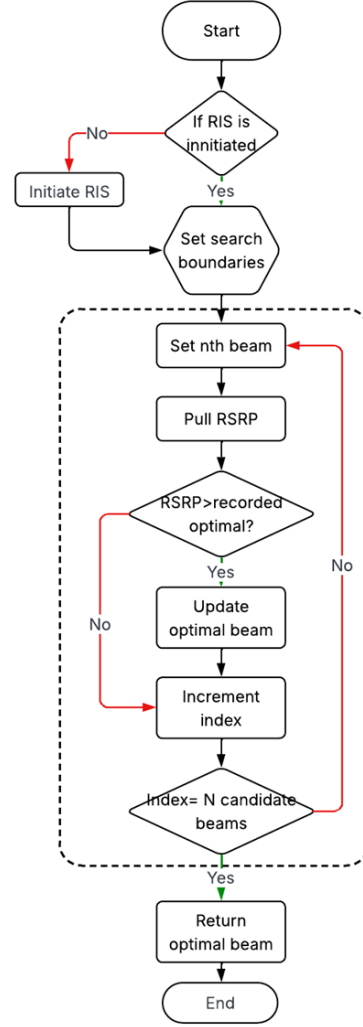 Start
If RIS is
innitiated
No
Yes
Initiate RIS
Set search
boundaries
Set nth beam
Pull RSRP
RSRP>recorded
optimal?
Yes
No
No
Update
optimal beam
Increment
index
Index= N candidate
beams
Yes
Return
optimal beam
End